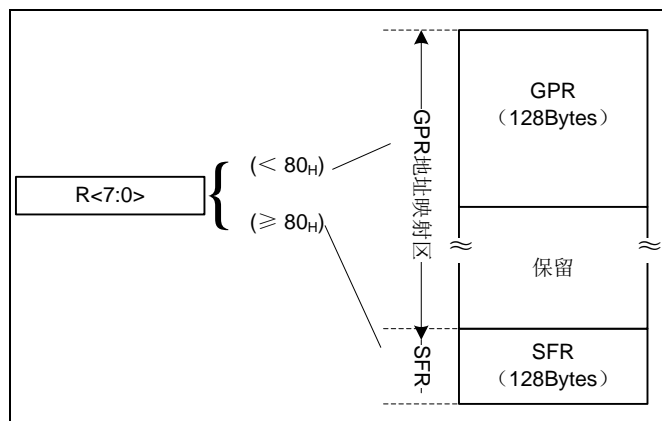 R<7:0>
(＜ 80H)
(≥ 80H)
GPR地址映射区
SFR
GPR
（128Bytes）
保留
SFR
（128Bytes）